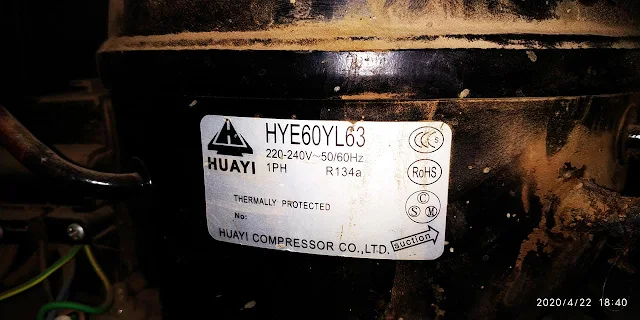 HYE60YL63
220-240V~50/60Hz
HUAYI 1PH R134a
RoHS
THERMALLY PROTECTED
No:
HUAYI COMPRESSOR CO.,LTD.
suction
2020/4/22 18:40